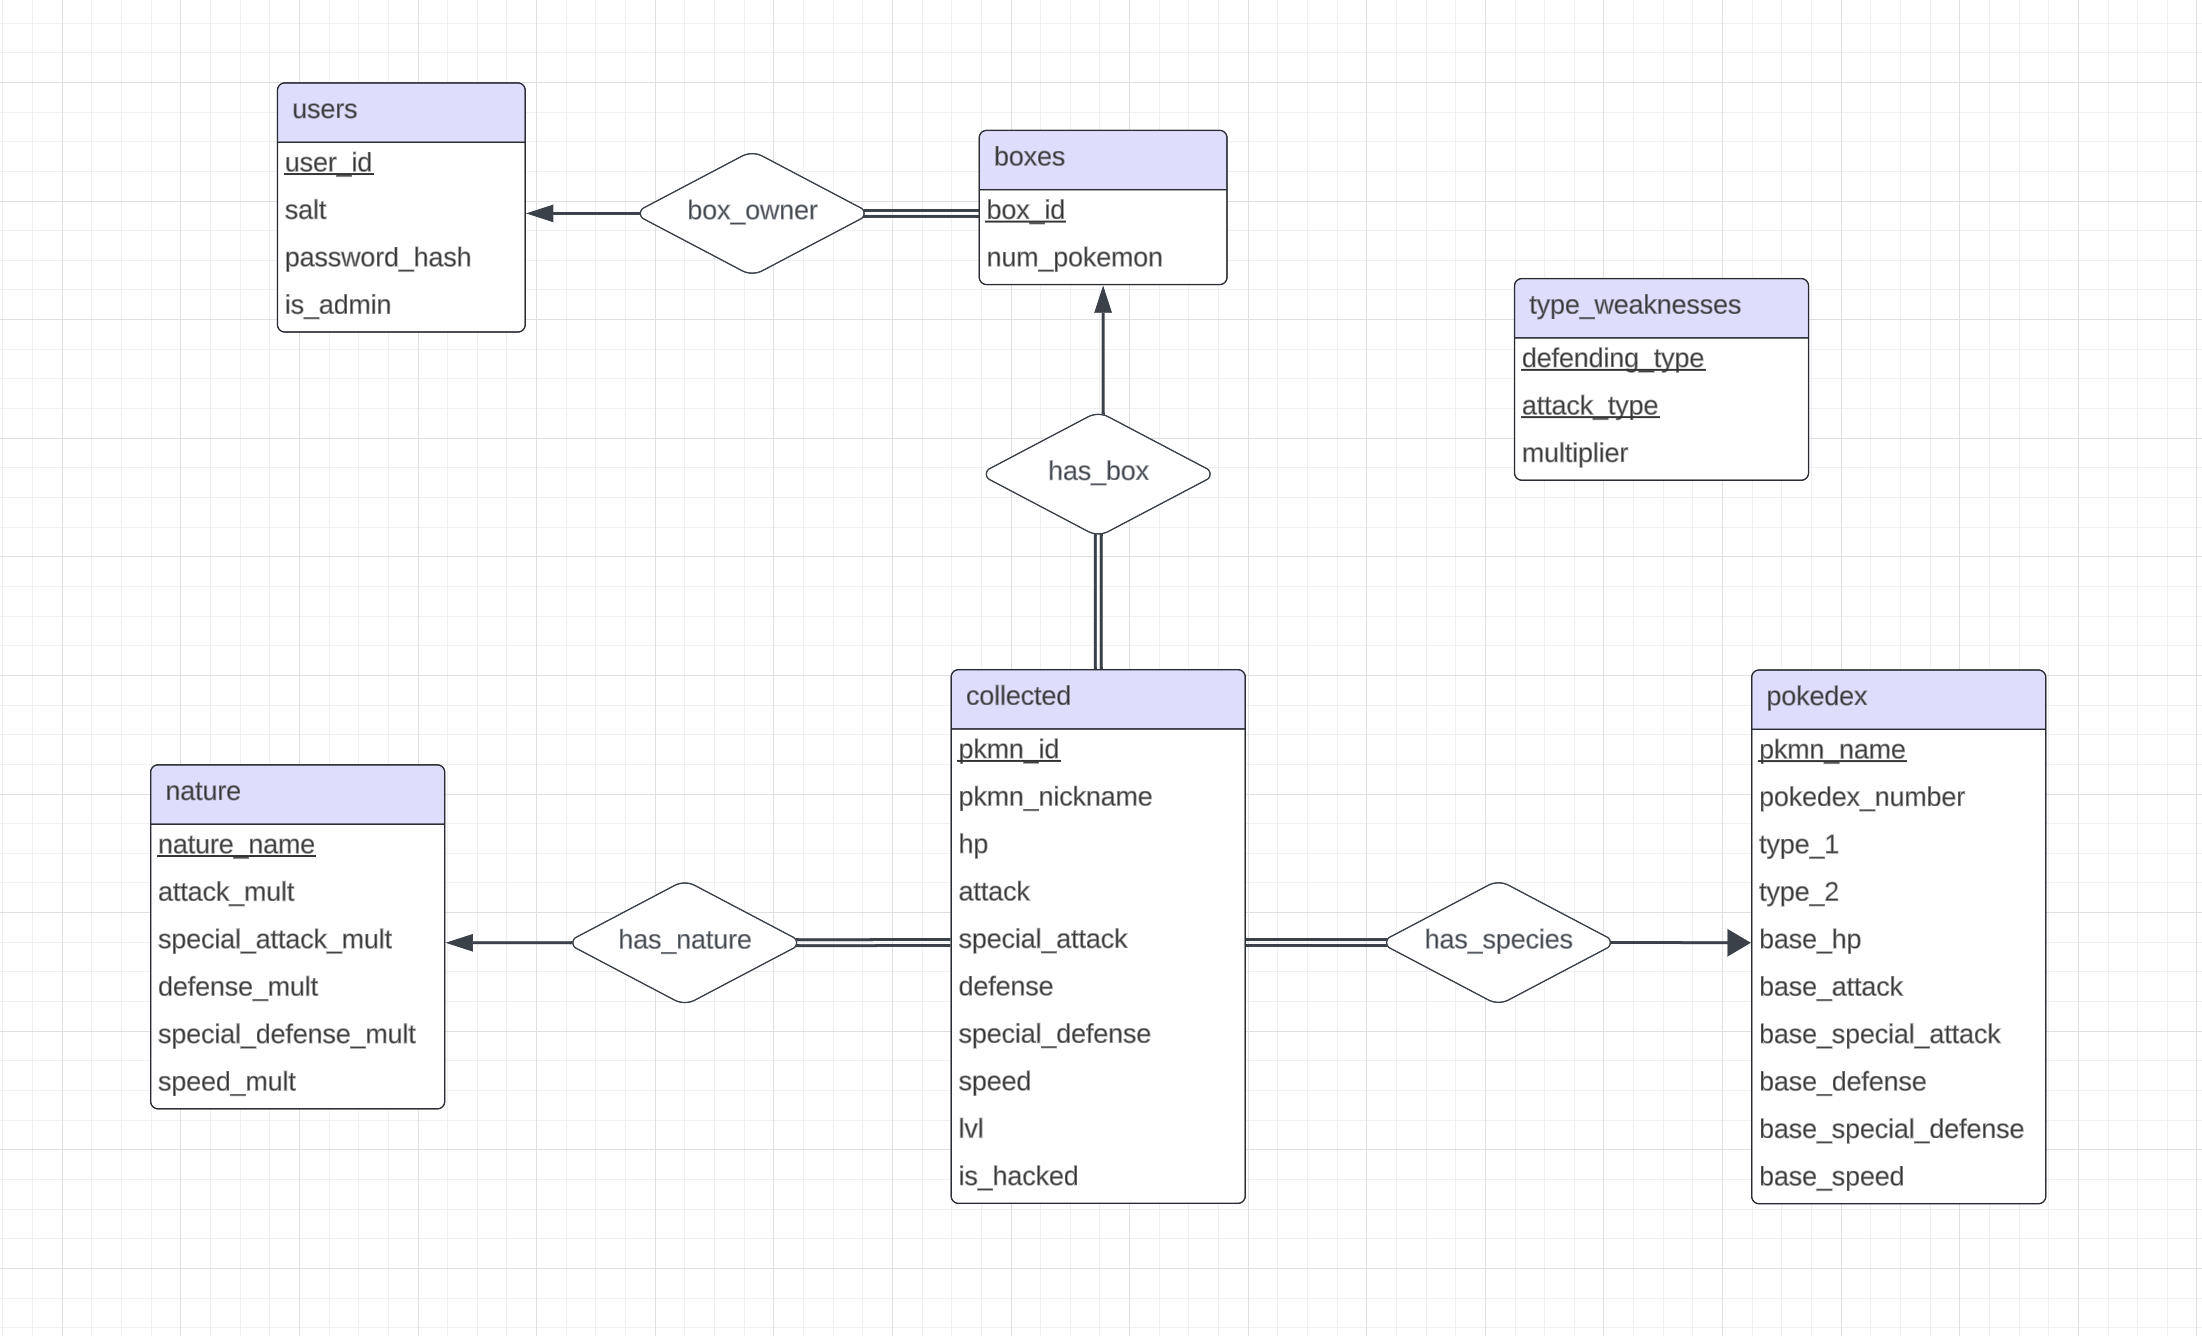 users
user_id
salt
password_hash
is_admin
box_owner
boxes
box_id
num_pokemon
type_weaknesses
defending_type
attack_type
multiplier
has_box
collected
pkmn_id
pkmn_nickname
hp
attack
special_attack
defense
special_defense
speed
lvl
is_hacked
nature
nature_name
attack_mult
special_attack_mult
defense_mult
special_defense_mult
speed_mult
has_nature
has_species
pokedex
pkmn_name
pokedex_number
type_1
type_2
base_hp
base_attack
base_special_attack
base_defense
base_special_defense
base_speed